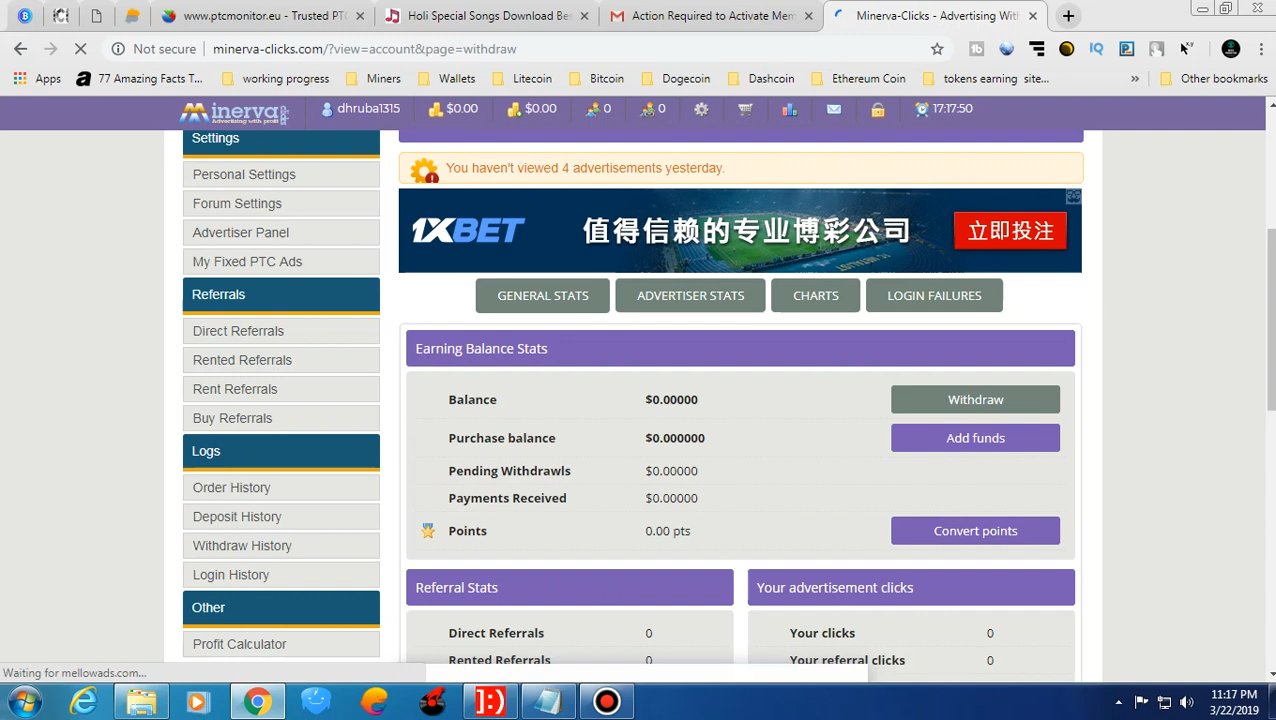 www.ptcmonitor.eu - Trusted PTC
Holi Special Songs Download Bes
Action Required to Activate Mem
Minerva-Clicks - Advertising With
Not secure
minerva-clicks.com/?view=account&page=withdraw
Apps
77 Amazing Facts T...
working progress
Miners
Wallets
Litecoin
Bitcoin
Dogecoin
Dashcoin
Ethereum Coin
tokens earning site...
»
Other bookmarks
Minerva
Advertising with profit
dhruba1315
$0.00
$0.00
0
0
17:17:50
Settings
Personal Settings
Forum Settings
Advertiser Panel
My Fixed PTC Ads
Referrals
Direct Referrals
Rented Referrals
Rent Referrals
Buy Referrals
Logs
Order History
Deposit History
Withdraw History
Login History
Other
Profit Calculator
You haven't viewed 4 advertisements yesterday.
1XBET
值得信赖的专业博彩公司
立即投注
GENERAL STATS
ADVERTISER STATS
CHARTS
LOGIN FAILURES
Earning Balance Stats
Balance $0.00000 Withdraw
Purchase balance $0.000000 Add funds
Pending Withdrawls $0.00000
Payments Received $0.00000
Points 0.00 pts Convert points
Referral Stats
Direct Referrals 0
Rented Referrals 0
Your advertisement clicks
Your clicks 0
Your referral clicks 0
Waiting for mellowads.com...
11:17 PM
3/22/2019